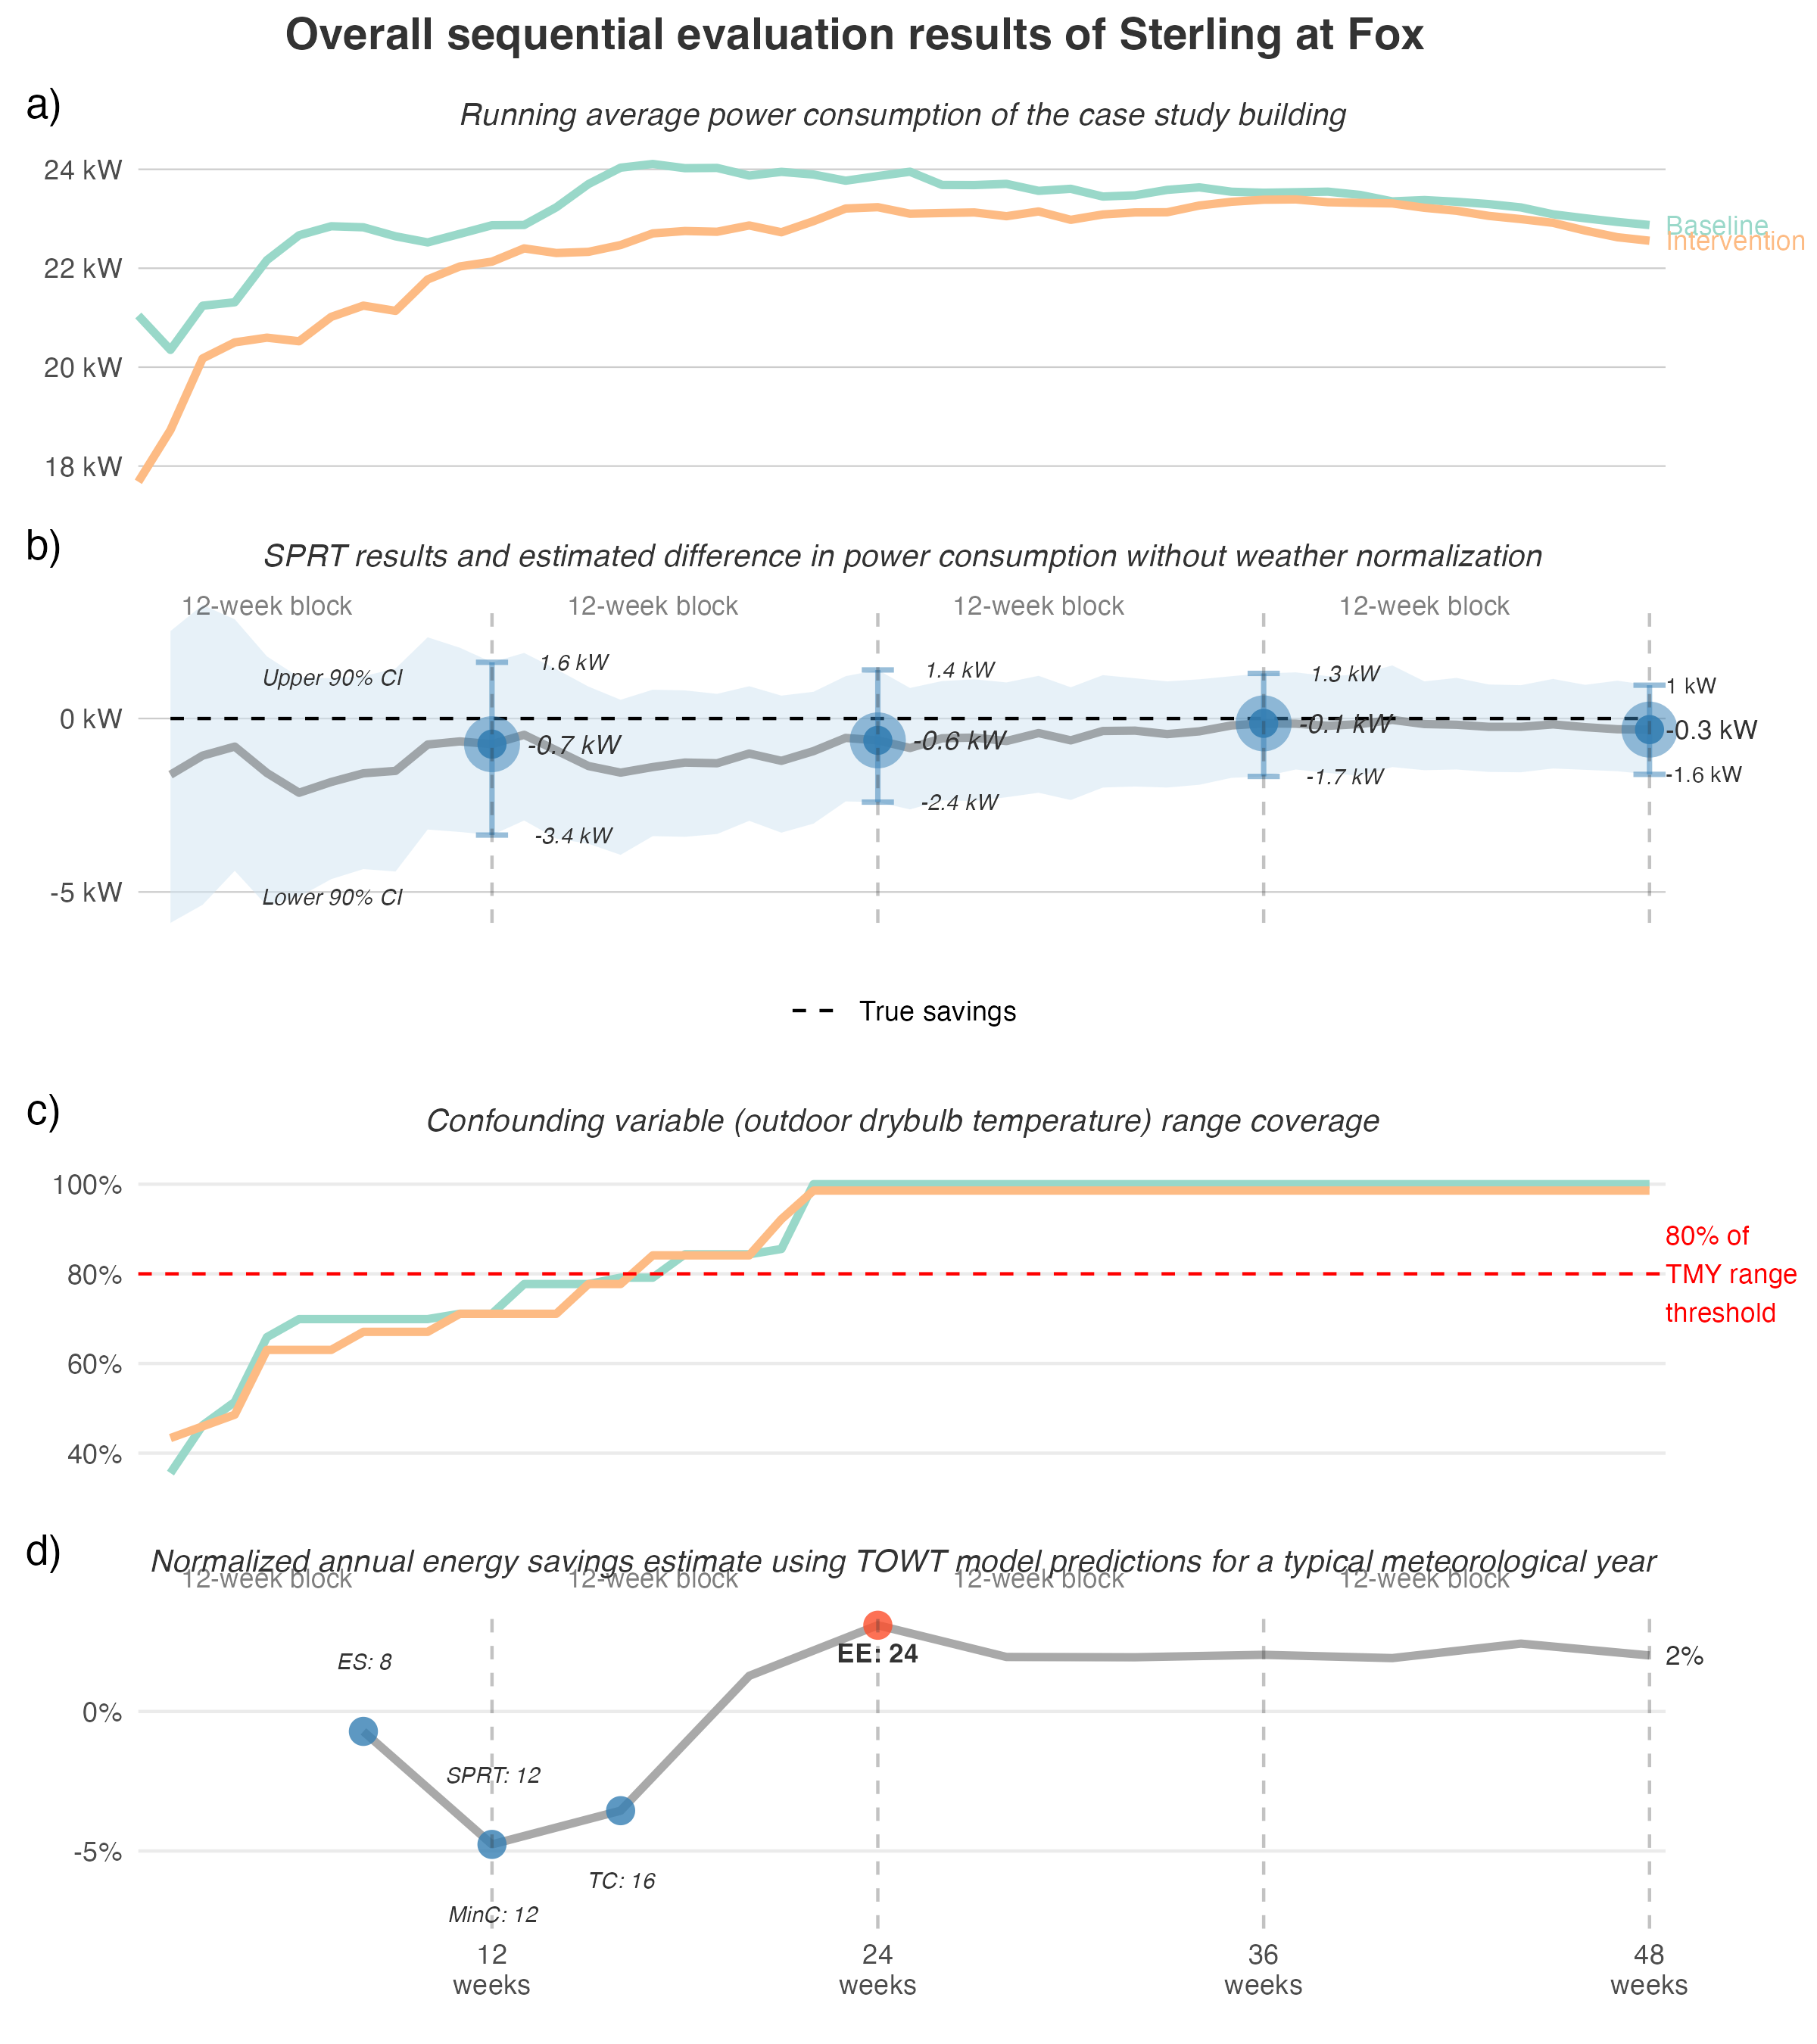 Overall sequential evaluation results of Sterling at Fox
a)
Running average power consumption of the case study building
24 kW
22 kW
20 kW
18 kW
Baseline
Intervention
b)
SPRT results and estimated difference in power consumption without weather normalization
12-week block 12-week block 12-week block 12-week block
Upper 90% CI
Lower 90% CI
0 kW
-5 kW
1.6 kW
-0.7 kW
-3.4 kW
1.4 kW
-0.6 kW
-2.4 kW
1.3 kW
-0.1 kW
-1.7 kW
1 kW
-0.3 kW
-1.6 kW
True savings
c)
Confounding variable (outdoor drybulb temperature) range coverage
100%
80%
60%
40%
80% of
TMY range
threshold
d)
Normalized annual energy savings estimate using TOWT model predictions for a typical meteorological year
12-week block 12-week block 12-week block 12-week block
0%
-5%
ES: 8
SPRT: 12
MinC: 12
TC: 16
EE: 24
2%
12 24 36 48
weeks weeks weeks weeks